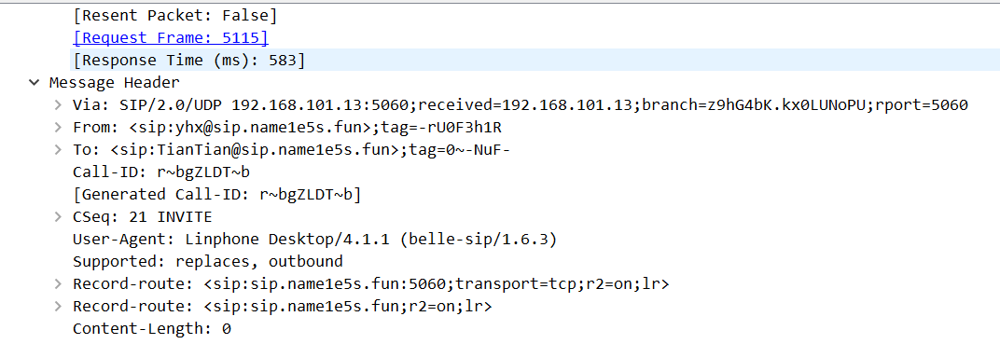 [Resent Packet: False]
[Request Frame: 5115]
[Response Time (ms): 583]
Message Header
Via: SIP/2.0/UDP 192.168.101.13:5060;received=192.168.101.13;branch=z9hG4bK.kx0LUNoPU;rport=5060
From: <sip:yhx@sip.name1e5s.fun>;tag=-rU0F3h1R
To: <sip:TianTian@sip.name1e5s.fun>;tag=0~-NuF-
Call-ID: r~bgZLDT~b
[Generated Call-ID: r~bgZLDT~b]
CSeq: 21 INVITE
User-Agent: Linphone Desktop/4.1.1 (belle-sip/1.6.3)
Supported: replaces, outbound
Record-route: <sip:sip.name1e5s.fun:5060;transport=tcp;r2=on;lr>
Record-route: <sip:sip.name1e5s.fun;r2=on;lr>
Content-Length: 0